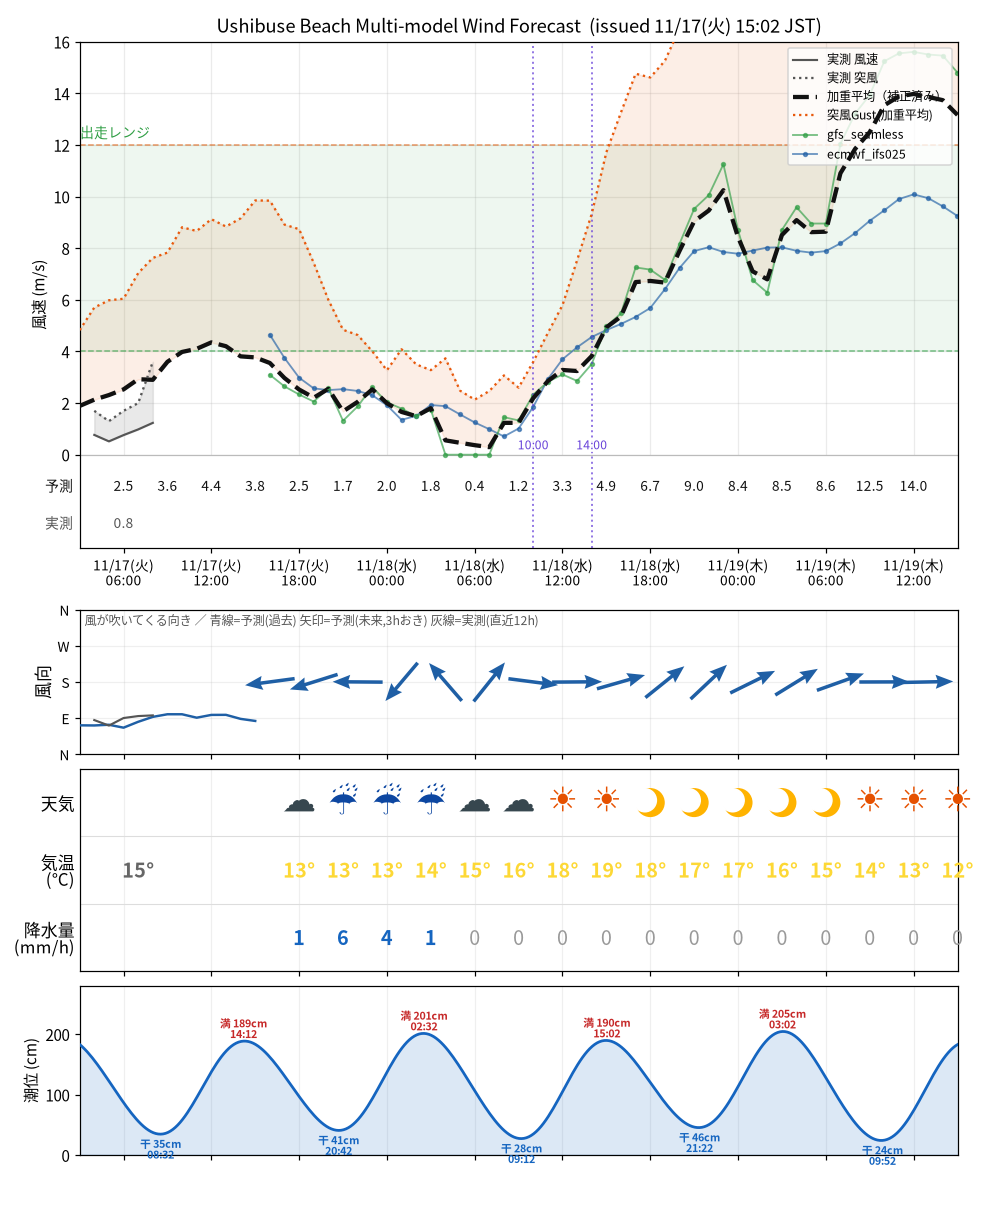 Ushibuse Beach Multi-model Wind Forecast (issued 11/17(火) 15:02 JST)
16
14
12
10
8
6
4
2
0
風速 (m/s)
出走レンジ
実測 風速
実測 突風
加重平均（補正済み）
突風Gust(加重平均)
gfs_seamless
ecmwf_ifs025
10:00
14:00
予測 2.5 3.6 4.4 3.8 2.5 1.7 2.0 1.8 0.4 1.2 3.3 4.9 6.7 9.0 8.4 8.5 8.6 12.5 14.0
実測 0.8
11/17(火) 11/17(火) 11/17(火) 11/18(水) 11/18(水) 11/18(水) 11/18(水) 11/19(木) 11/19(木) 11/19(木)
06:00 12:00 18:00 00:00 06:00 12:00 18:00 00:00 06:00 12:00
風が吹いてくる向き ／ 青線=予測(過去) 矢印=予測(未来,3hおき) 灰線=実測(直近12h)
N
W
S
E
N
風向
天気
気温
(°C)
15° 13° 13° 13° 14° 15° 16° 18° 19° 18° 17° 17° 16° 15° 14° 13° 12°
降水量
(mm/h)
1 6 4 1 0 0 0 0 0 0 0 0 0 0 0 0
潮位 (cm)
200
100
0
満 189cm
14:12
満 201cm
02:32
満 190cm
15:02
満 205cm
03:02
干 35cm
08:32
干 41cm
20:42
干 28cm
09:12
干 46cm
21:22
干 24cm
09:52